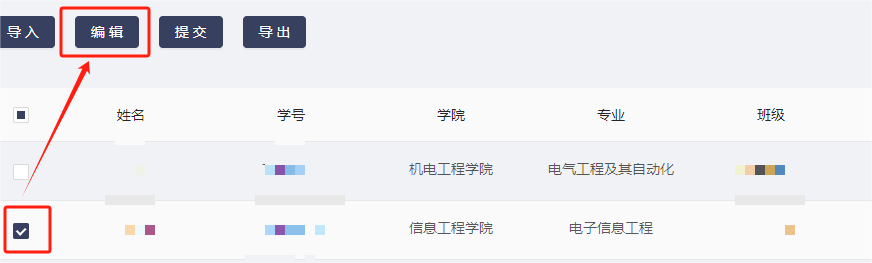 导入 编辑 提交 导出
姓名 学号 学院 专业 班级
机电工程学院 电气工程及其自动化
信息工程学院 电子信息工程